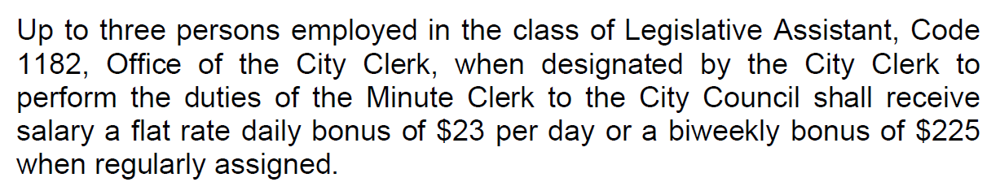 Up to three persons employed in the class of Legislative Assistant, Code
1182, Office of the City Clerk, when designated by the City Clerk to
perform the duties of the Minute Clerk to the City Council shall receive
salary a flat rate daily bonus of $23 per day or a biweekly bonus of $225
when regularly assigned.